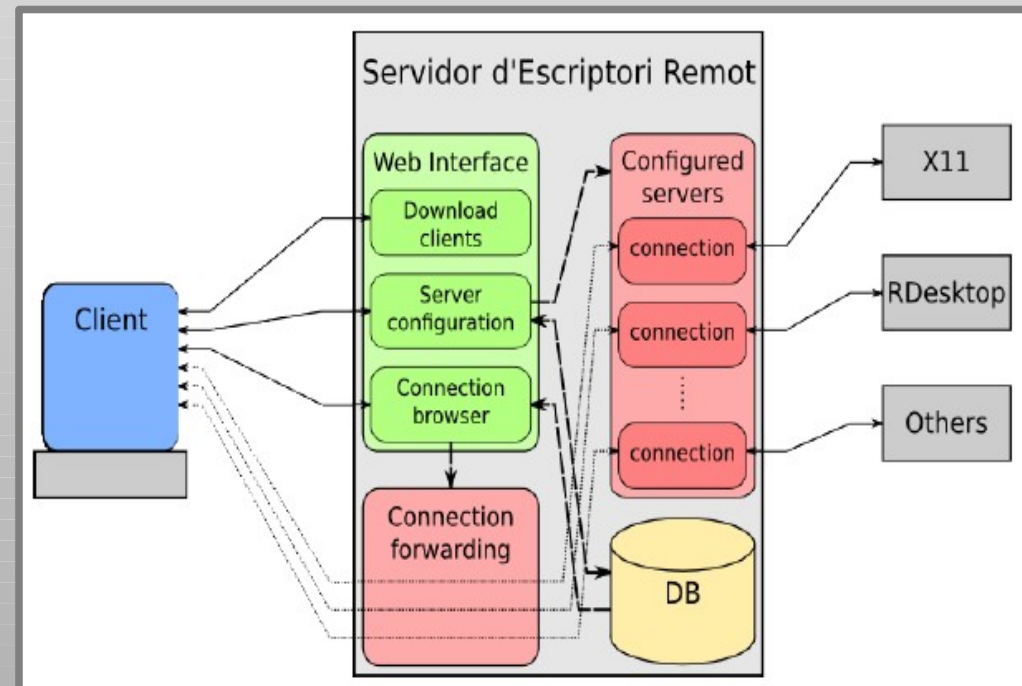 Servidor d'Escriptori Remot
Client
Web Interface
Download
clients
Server
configuration
Connection
browser
Connection
forwarding
Configured
servers
connection
connection
connection
DB
X11
RDesktop
Others